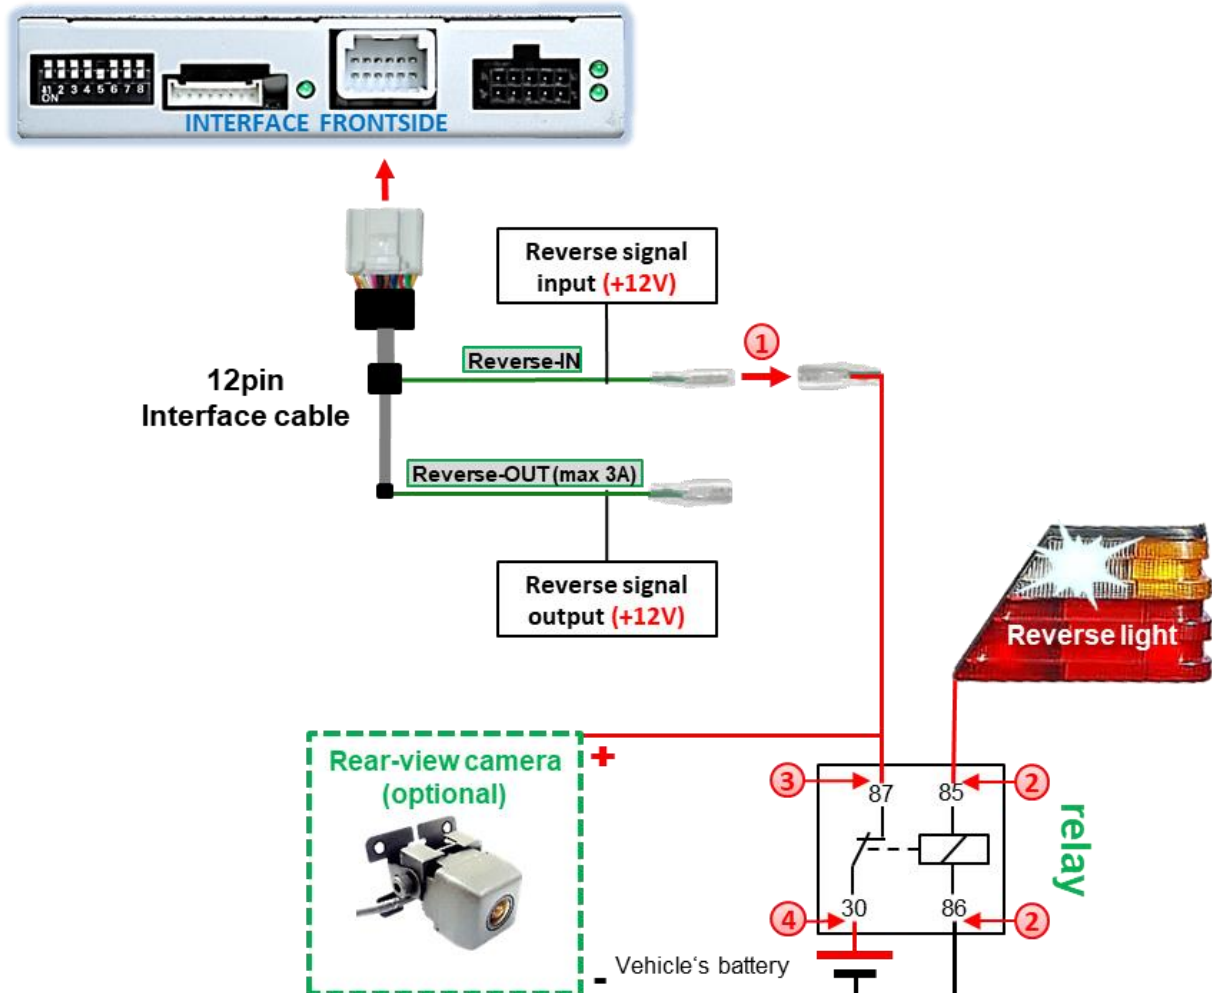 1 2 3 4 5 6 7 8
ON
INTERFACE FRONTSIDE
Reverse signal
input (+12V)
1
Reverse-IN
12pin
Interface cable
Reverse-OUT (max 3A)
Reverse signal
output (+12V)
Reverse light
Rear-view camera
(optional)
+
3
87
85
2
relay
4
30
86
2
-
Vehicle‘s battery